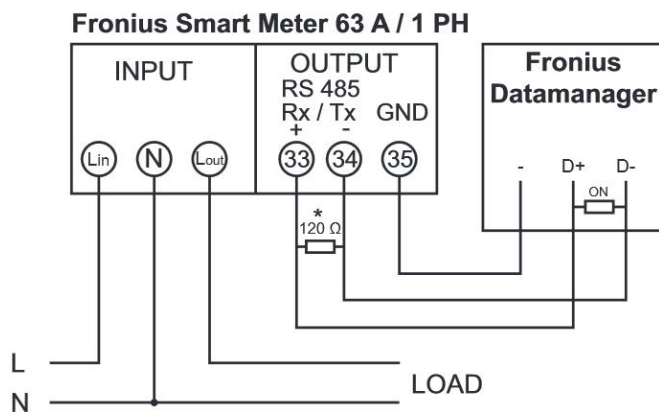 Fronius Smart Meter 63 A / 1 PH
INPUT
OUTPUT
RS 485
Rx / Tx GND
+ -
Lin N Lout 33 34 35
Fronius
Datamanager
- D+ D-
ON
*
120 Ω
L
N
LOAD